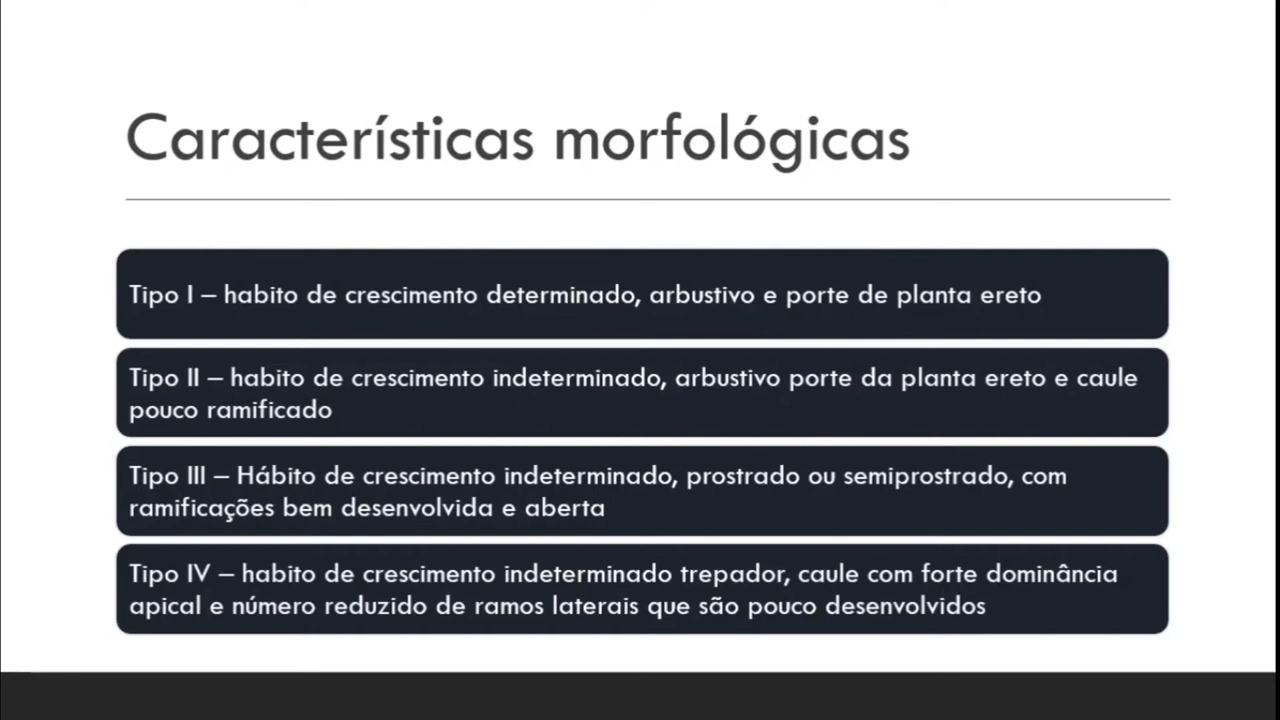 Características morfológicas
Tipo I – habito de crescimento determinado, arbustivo e porte de planta ereto
Tipo II – habito de crescimento indeterminado, arbustivo porte da planta ereto e caule
pouco ramificado
Tipo III – Hábito de crescimento indeterminado, prostrado ou semiprostrado, com
ramificações bem desenvolvida e aberta
Tipo IV – habito de crescimento indeterminado trepador, caule com forte dominância
apical e número reduzido de ramos laterais que são pouco desenvolvidos